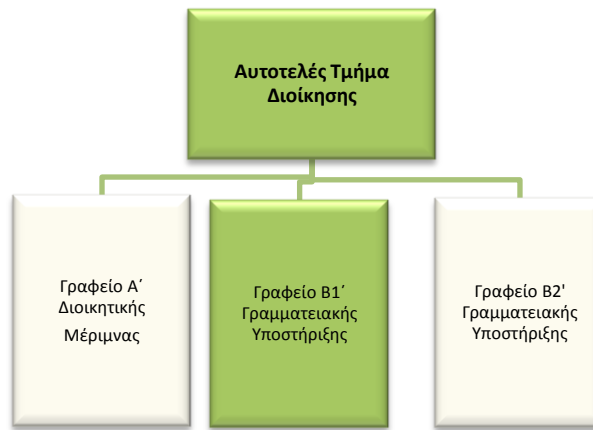 Αυτοτελές Τμήμα
Διοίκησης
Γραφείο Α΄
Διοικητικής
Μέριμνας
Γραφείο Β1΄
Γραμματειακής
Υποστήριξης
Γραφείο Β2'
Γραμματειακής
Υποστήριξης